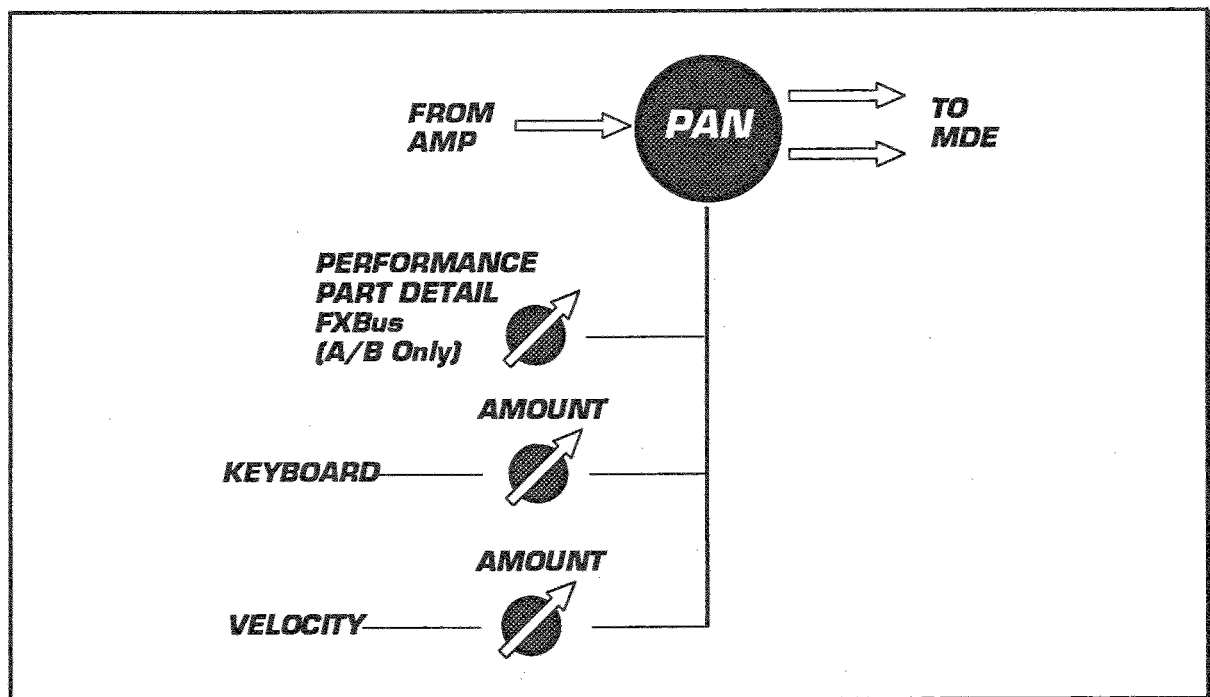 FROM
AMP
PAN
TO
MDE
PERFORMANCE
PART DETAIL
FXBus
(A/B Only)
AMOUNT
KEYBOARD
AMOUNT
VELOCITY